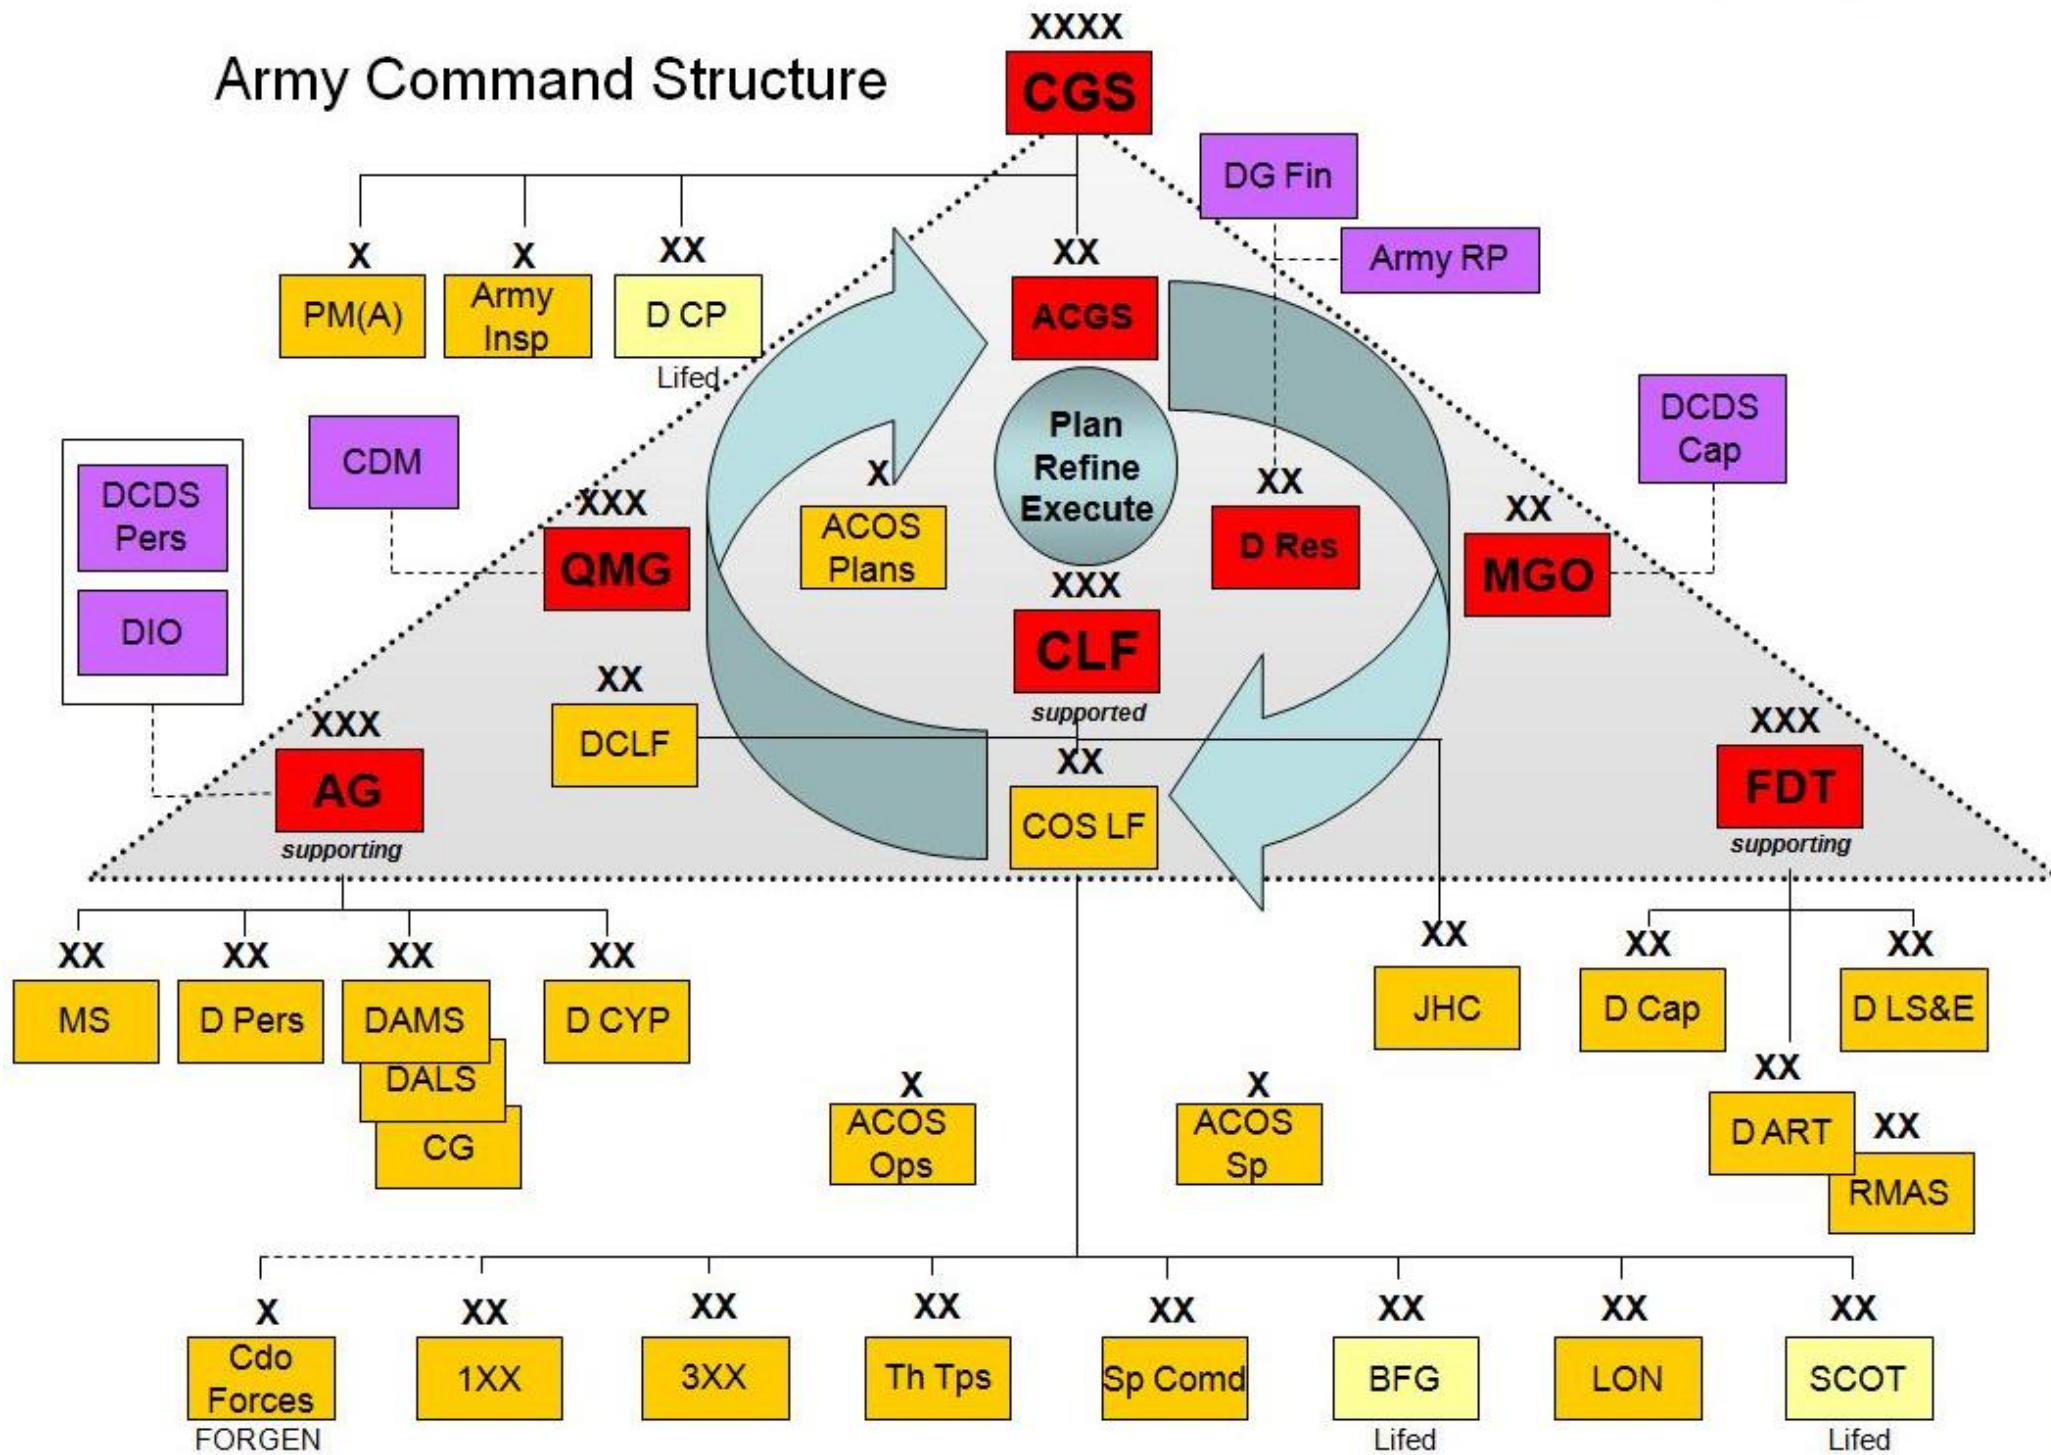 XXXX
Army Command Structure
CGS
DG Fin
Army RP
X
X
XX
XX
PM(A)
Army
Insp
D CP
Lifed
ACGS
Plan
Refine
Execute
DCDS
Cap
CDM
DCDS
Pers
DIO
XXX
QMG
X
ACOS
Plans
XX
D Res
XX
MGO
XXX
CLF
supported
XX
DCLF
XX
COS LF
XXX
AG
supporting
XXX
FDT
supporting
XX
XX
XX
XX
MS
D Pers
DAMS
DALS
CG
D CYP
XX
JHC
XX
D Cap
XX
D LS&E
XX
D ART
XX
RMAS
X
ACOS
Ops
X
ACOS
Sp
X
XX
XX
XX
XX
XX
XX
XX
Cdo
Forces
FORGEN
1XX
3XX
Th Tps
Sp Comd
BFG
Lifed
LON
SCOT
Lifed